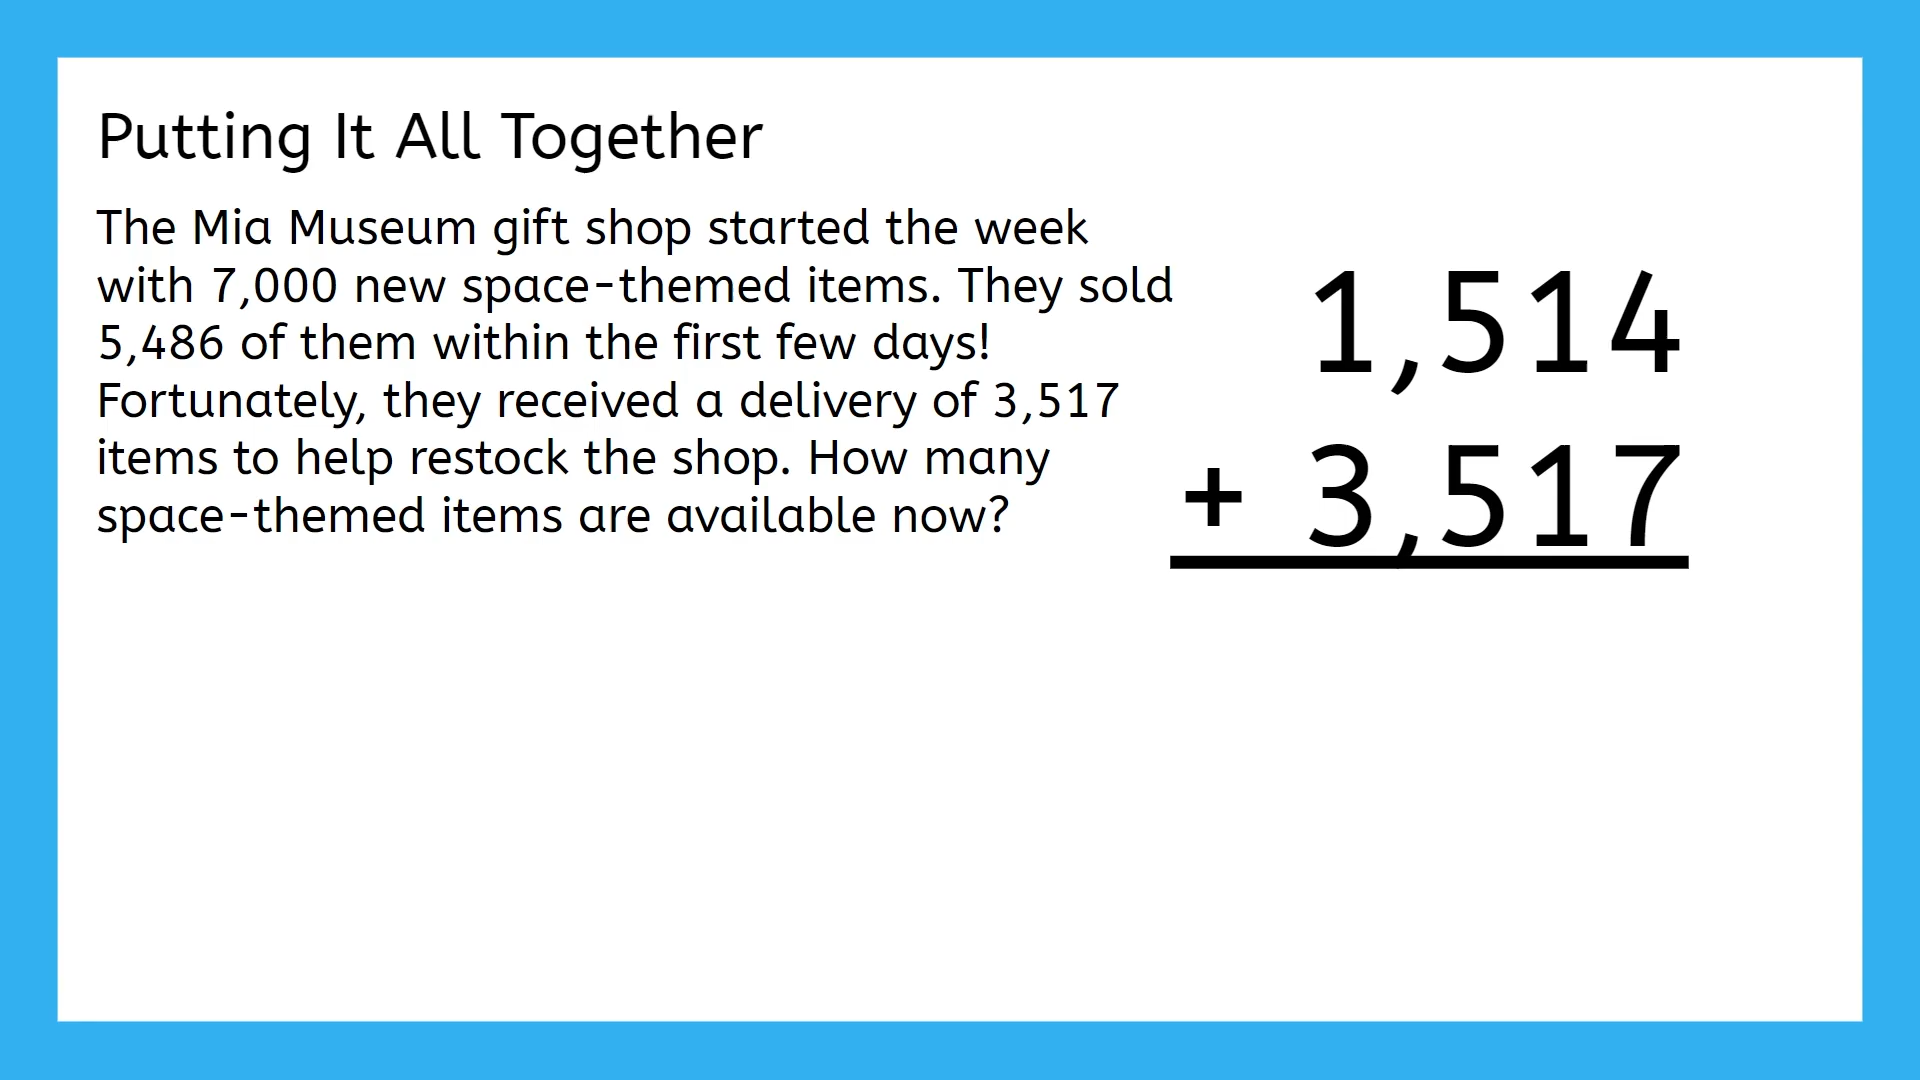 Putting It All Together
The Mia Museum gift shop started the week
with 7,000 new space-themed items. They sold
5,486 of them within the first few days!
Fortunately, they received a delivery of 3,517
items to help restock the shop. How many
space-themed items are available now?
1,514
+ 3,517